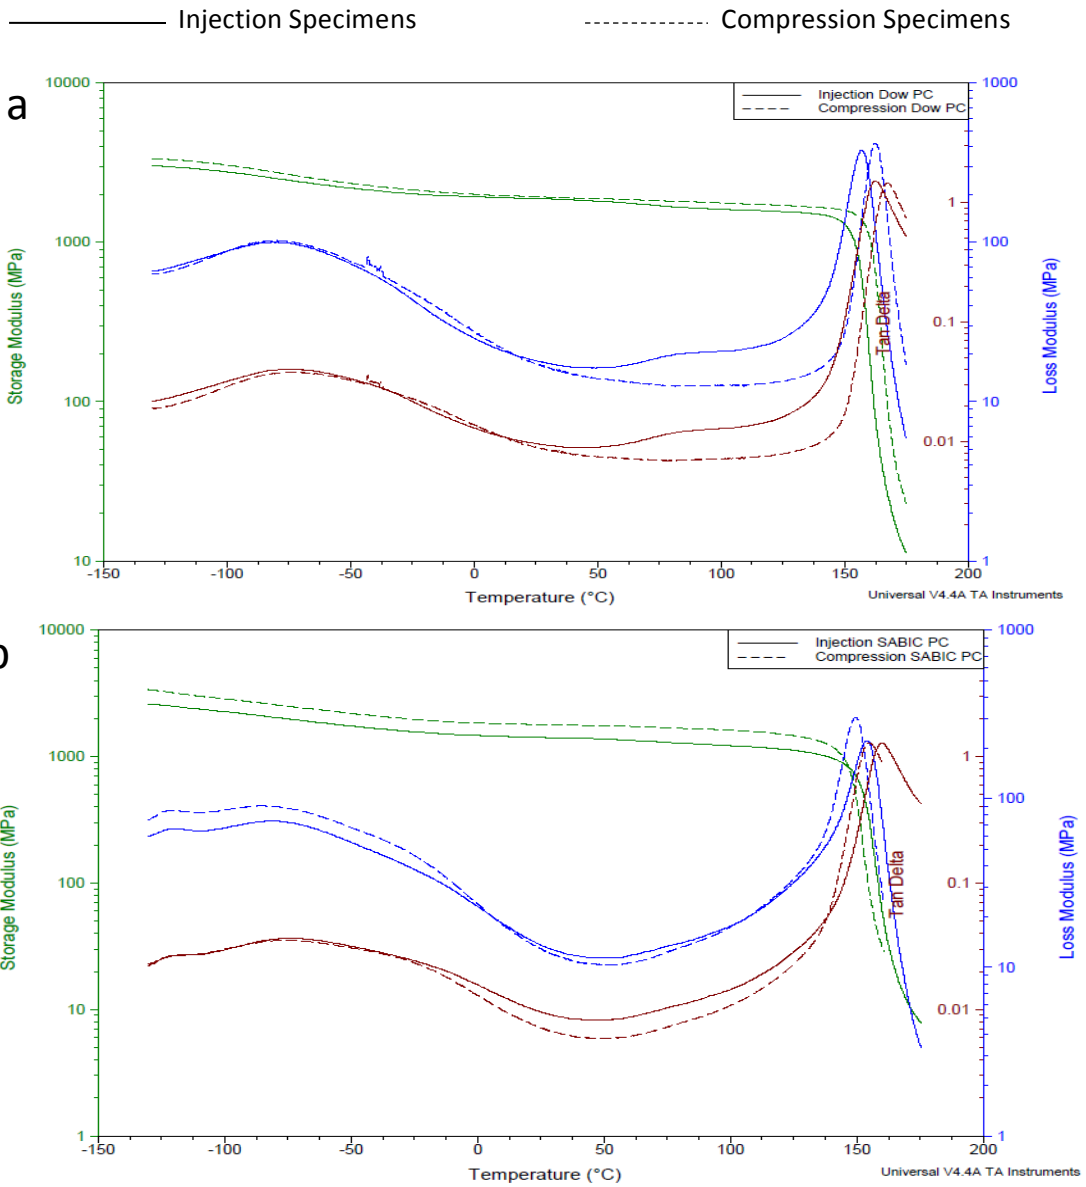 Injection Specimens Compression Specimens
a
10000 1000
Injection Dow PC
Compression Dow PC
1
1000 100
Storage Modulus (MPa) Tan Delta Loss Modulus (MPa)
0.1
100 10
0.01
10 1
-150 -100 -50 0 50 100 150 200
Temperature (°C) Universal V4.4A TA Instruments
b
10000 1000
Injection SABIC PC
Compression SABIC PC
1000 1
100
Storage Modulus (MPa) Tan Delta Loss Modulus (MPa)
100 0.1
10
10 0.01
1 1
-150 -100 -50 0 50 100 150 200
Temperature (°C) Universal V4.4A TA Instruments